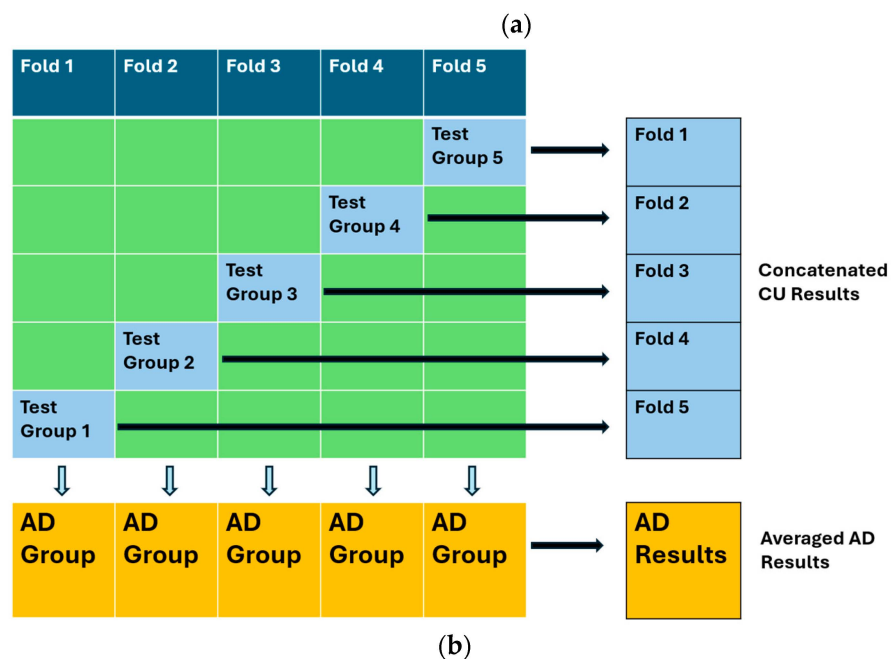 (a)
Fold 1
Fold 2
Fold 3
Fold 4
Fold 5
Test
Group 5
Fold 1
Test
Group 4
Fold 2
Test
Group 3
Fold 3
Concatenated
CU Results
Test
Group 2
Fold 4
Test
Group 1
Fold 5
AD
Group
AD
Group
AD
Group
AD
Group
AD
Group
AD
Results
Averaged AD
Results
(b)